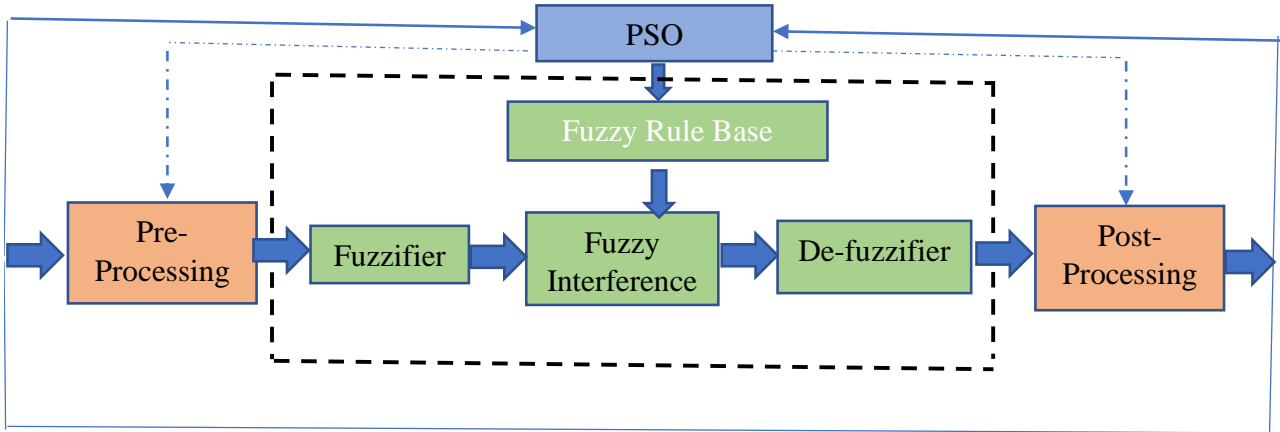 PSO
Fuzzy Rule Base
Pre-
Processing
Fuzzifier
Fuzzy
Interference
De-fuzzifier
Post-
Processing